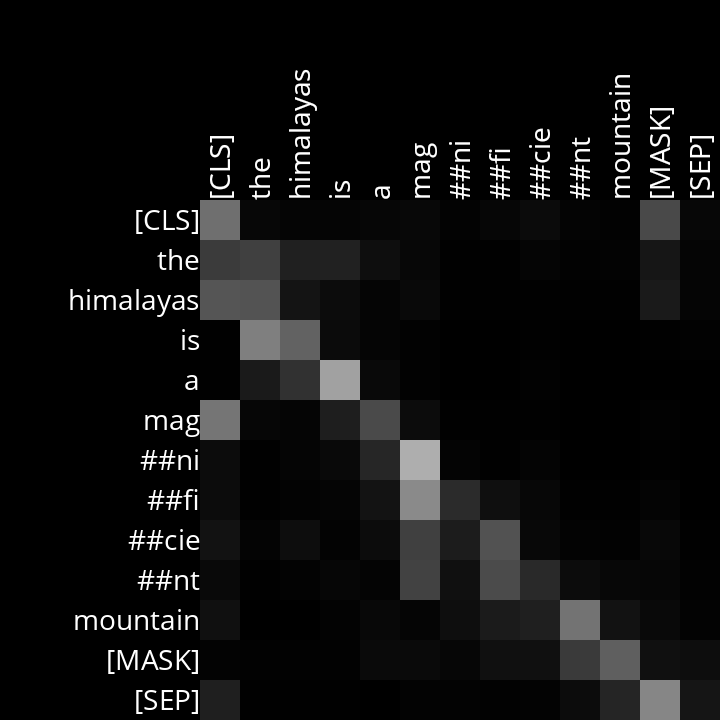 [CLS]
the
himalayas
is
a
mag
##ni
##fi
##cie
##nt
mountain
[MASK]
[SEP]
[CLS]
the
himalayas
is
a
mag
##ni
##fi
##cie
##nt
mountain
[MASK]
[SEP]